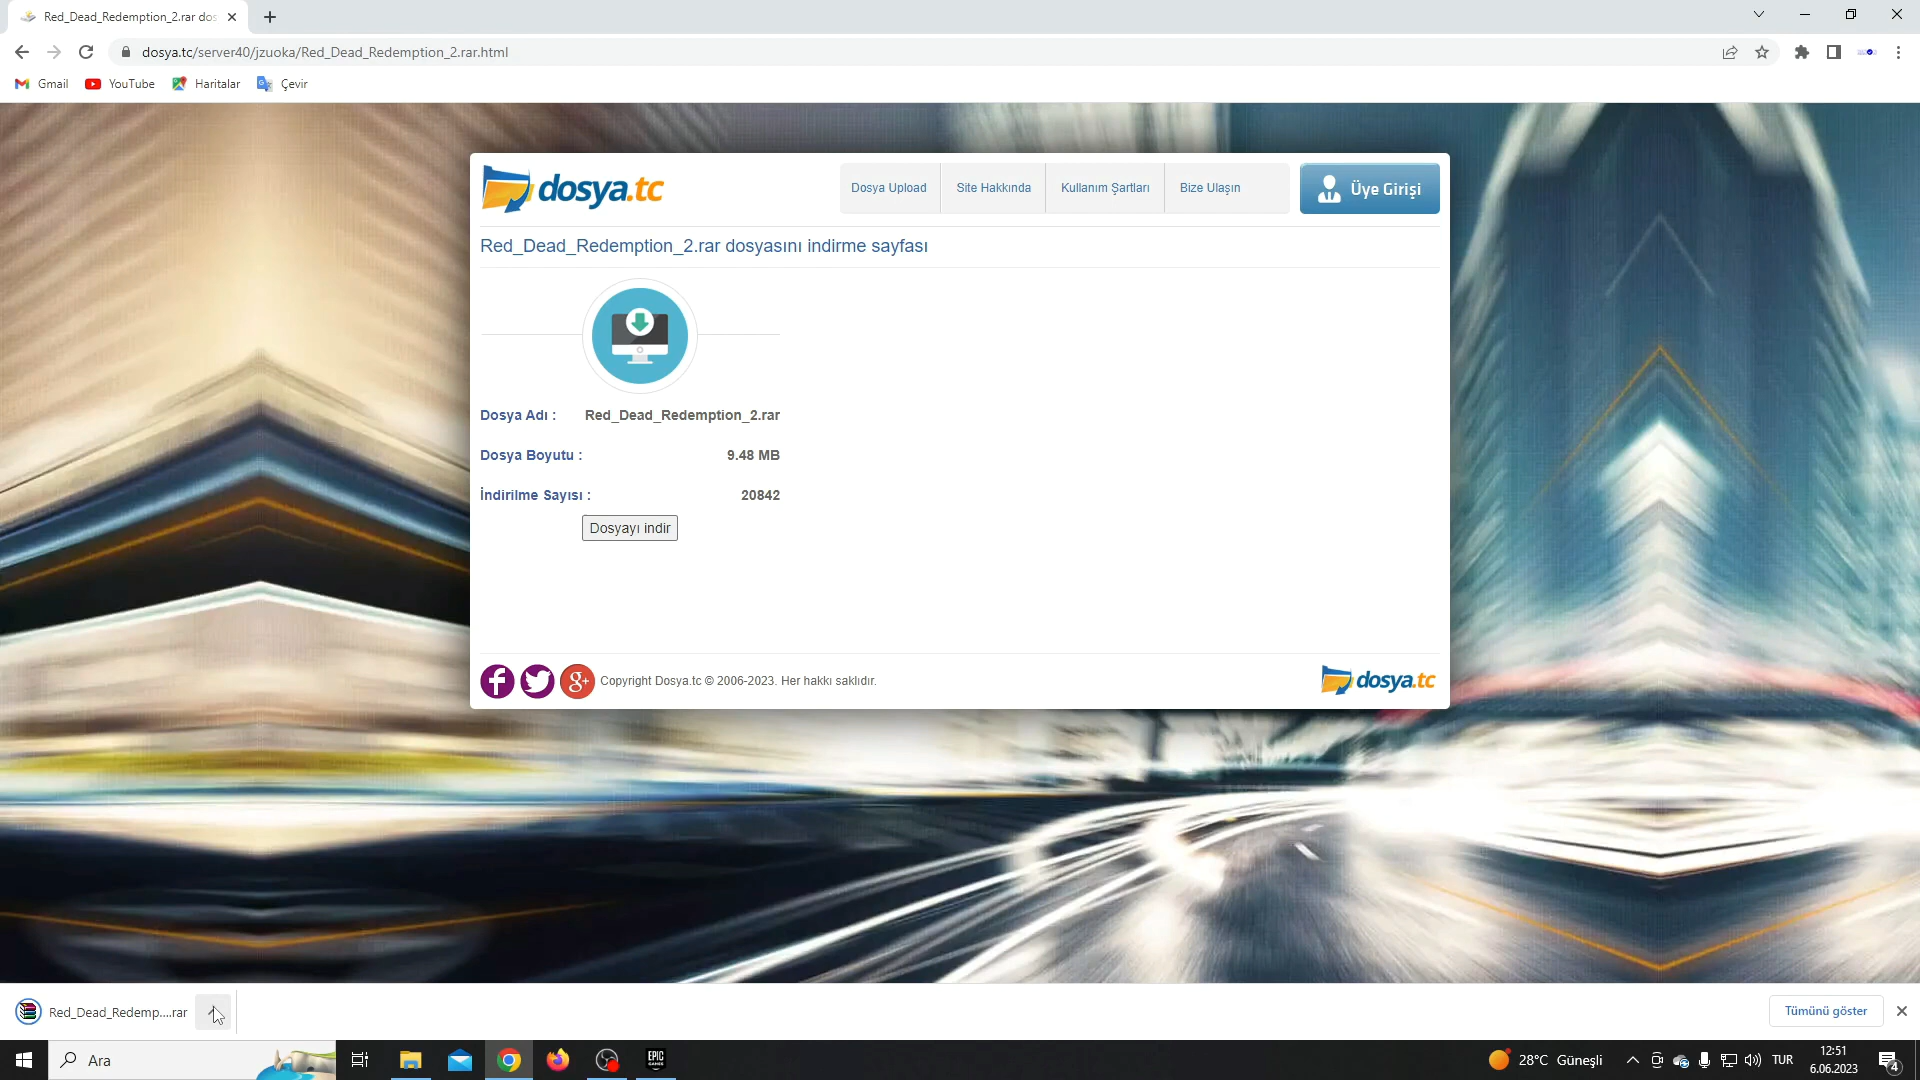 Red_Dead_Redemption_2.rar dos
dosya.tc/server40/jzuoka/Red_Dead_Redemption_2.rar.html
Gmail YouTube Haritalar Çevir
dosya.tc
Dosya Upload Site Hakkında Kullanım Şartları Bize Ulaşın Üye Girişi
Red_Dead_Redemption_2.rar dosyasını indirme sayfası
Dosya Adı : Red_Dead_Redemption_2.rar
Dosya Boyutu : 9.48 MB
İndirilme Sayısı : 20842
Dosyayı indir
Copyright Dosya.tc © 2006-2023. Her hakkı saklıdır.
dosya.tc
Red_Dead_Redemp....rar
Tümünü göster
Ara
EPIC
GAMES
28°C Güneşli
TUR
12:51
6.06.2023
4